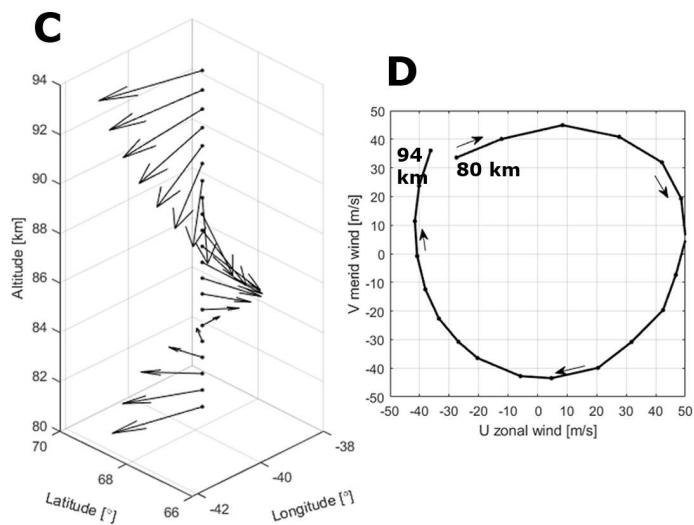 C
94
92
90
88
86
84
82
80
Altitude [km]
70
68
66
Latitude [°]
-42
-40
-38
Longitude [°]
D
50
40
30
20
10
0
-10
-20
-30
-40
-50
V merid wind [m/s]
94
km
80 km
-50 -40 -30 -20 -10 0 10 20 30 40 50
U zonal wind [m/s]